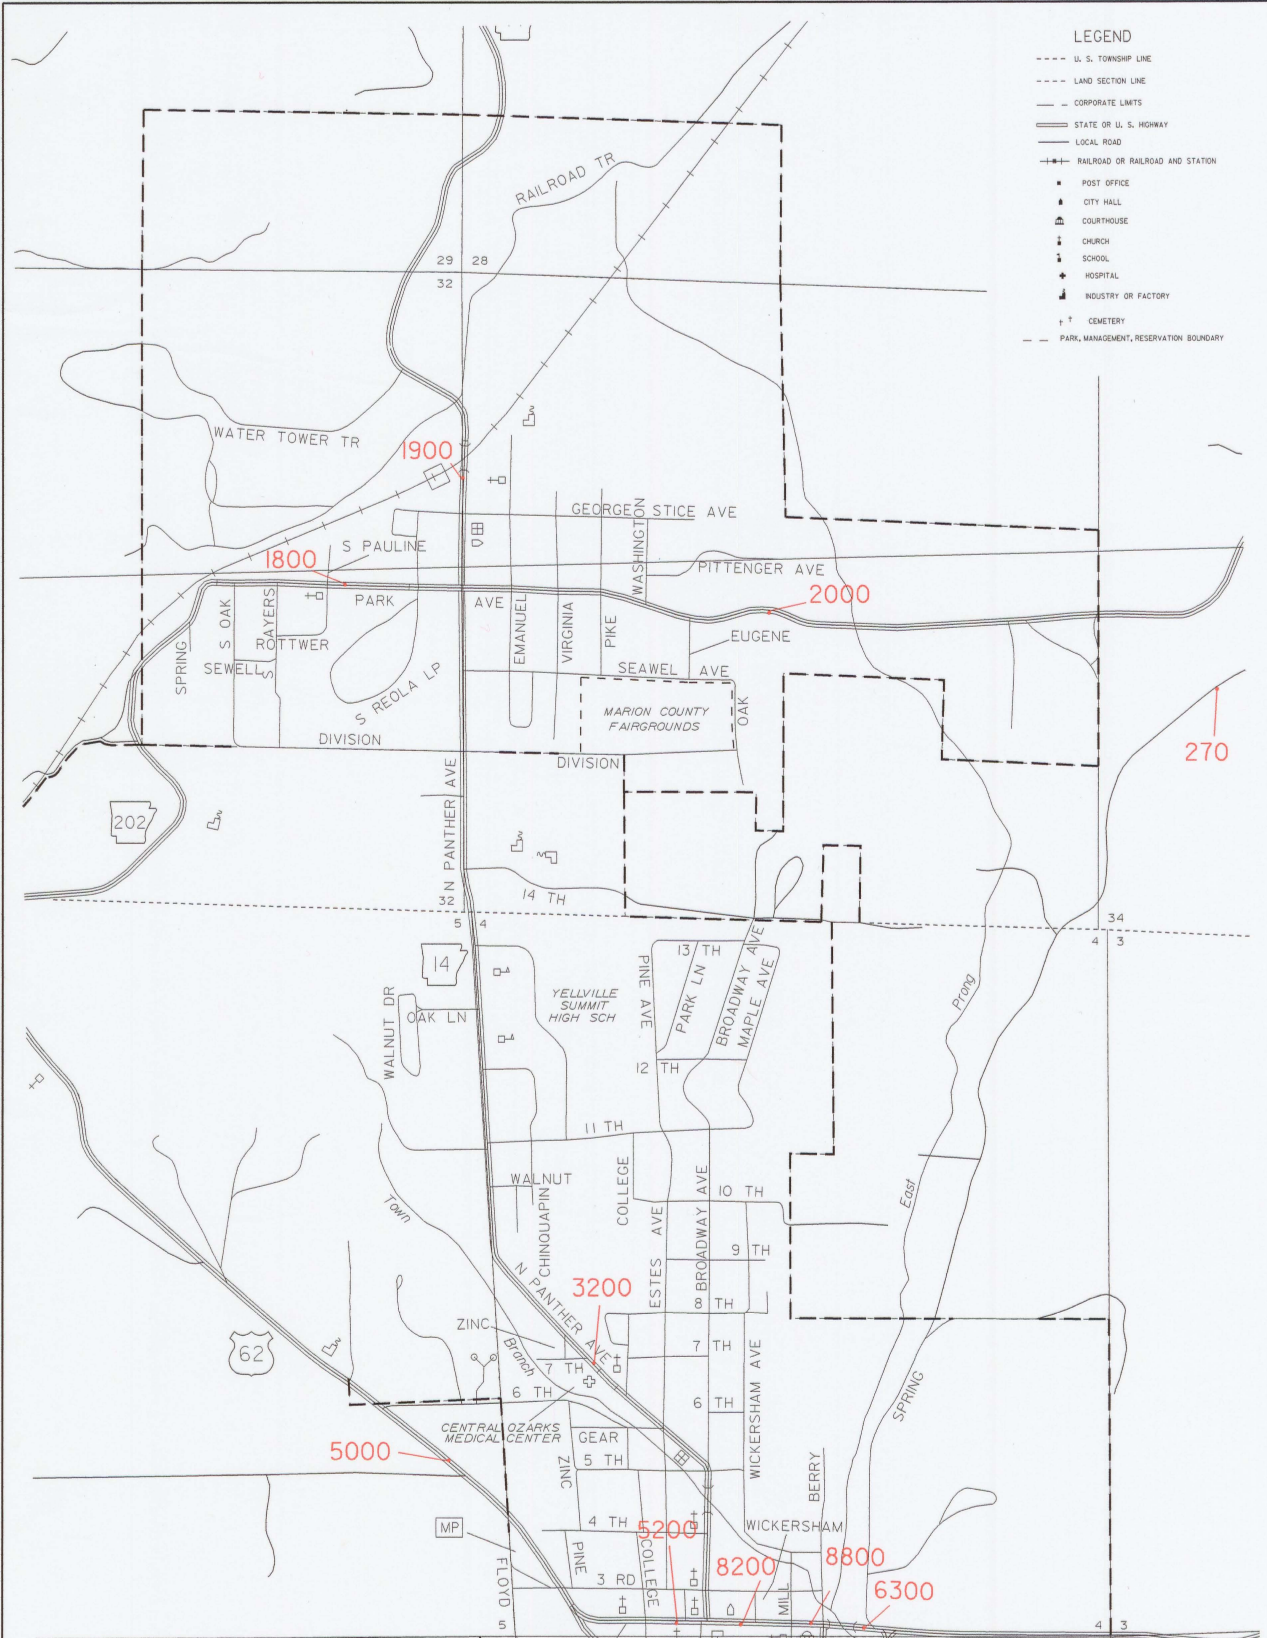 LEGEND
U. S. TOWNSHIP LINE
LAND SECTION LINE
CORPORATE LIMITS
STATE OR U. S. HIGHWAY
LOCAL ROAD
RAILROAD OR RAILROAD AND STATION
POST OFFICE
CITY HALL
COURTHOUSE
CHURCH
SCHOOL
HOSPITAL
INDUSTRY OR FACTORY
CEMETERY
PARK, MANAGEMENT, RESERVATION BOUNDARY
RAILROAD TR
29 28
32
WATER TOWER TR
1900
GEORGE STICE AVE
WASHINGTON
S PAULINE
1800
PITTENGER AVE
2000
PARK AVE
S OAK
S AYERS
EMANUEL
VIRGINIA
PIKE
EUGENE
ROTTWER
SPRING
SEWELL
SEAWEL AVE
S REOLA LP
MARION COUNTY
FAIRGROUNDS
OAK
DIVISION
DIVISION
270
N PANTHER AVE
202
N
14 TH
32
34
5 4
4 3
14
13 TH
PINE AVE
PARK LN
BROADWAY AVE
MAPLE AVE
YELLVILLE
SUMMIT
HIGH SCH
Prong
WALNUT DR
OAK LN
12 TH
11 TH
WALNUT
CHINQUAPIN
COLLEGE
ESTES AVE
BROADWAY AVE
10 TH
Town
East
9 TH
N PANTHER AVE
3200
8 TH
ZINC
Branch
7 TH
7 TH
62
6 TH
6 TH
WICKERSHAM AVE
SPRING
CENTRAL OZARKS
MEDICAL CENTER
GEAR
5000
5 TH
ZINC
BERRY
MP
4 TH
5200
WICKERSHAM
PINE
COLLEGE
8200
8800
FLOYD
3 RD
MILL
6300
5
4 3